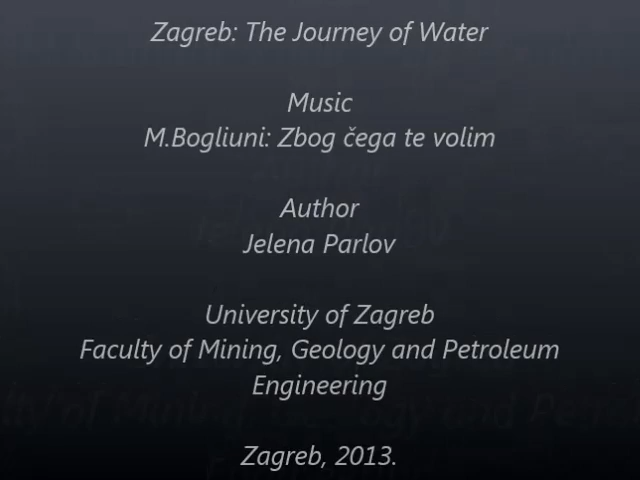 Zagreb: The Journey of Water
Music
M.Bogliuni: Zbog čega te volim
Author
Jelena Parlov
University of Zagreb
Faculty of Mining, Geology and Petroleum
Engineering
Zagreb, 2013.